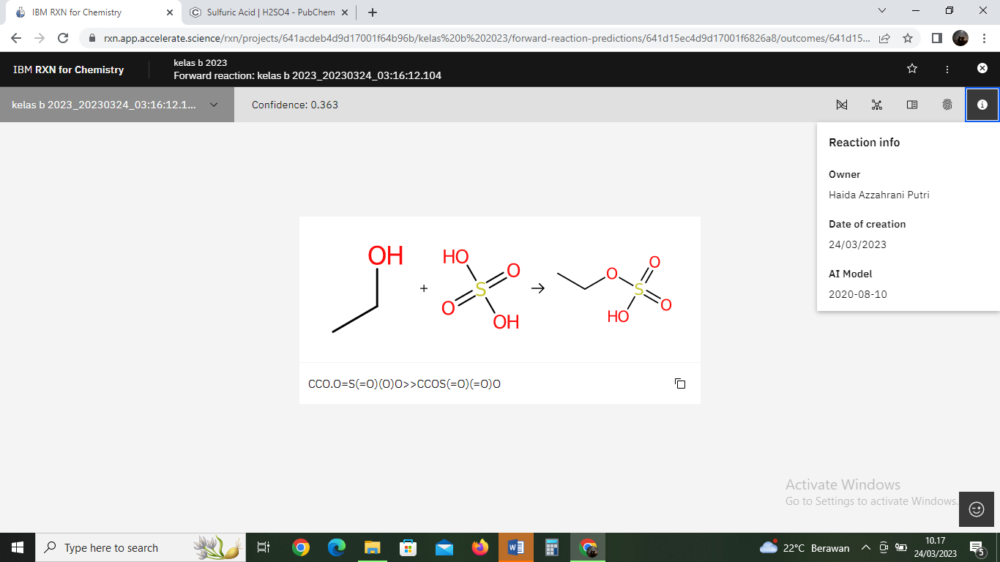 IBM RXN for Chemistry
Sulfuric Acid | H2SO4 - PubChem
rxn.app.accelerate.science/rxn/projects/641acdeb4d9d17001f64b96b/kelas%20b%202023/forward-reaction-predictions/641d15ec4d9d17001f6826a8/outcomes/641d15...
IBM RXN for Chemistry
kelas b 2023
Forward reaction: kelas b 2023_20230324_03:16:12.104
kelas b 2023_20230324_03:16:12.1...
Confidence: 0.363
Reaction info
Owner
Haida Azzahrani Putri
Date of creation
24/03/2023
AI Model
2020-08-10
OH
+
HO
S
O
O
OH
→
O
S
O
O
HO
CCO.O=S(=O)(O)O>>CCOS(=O)(=O)O
Activate Windows
Go to Settings to activate Windows.
Type here to search
22°C Berawan
10.17
24/03/2023
5